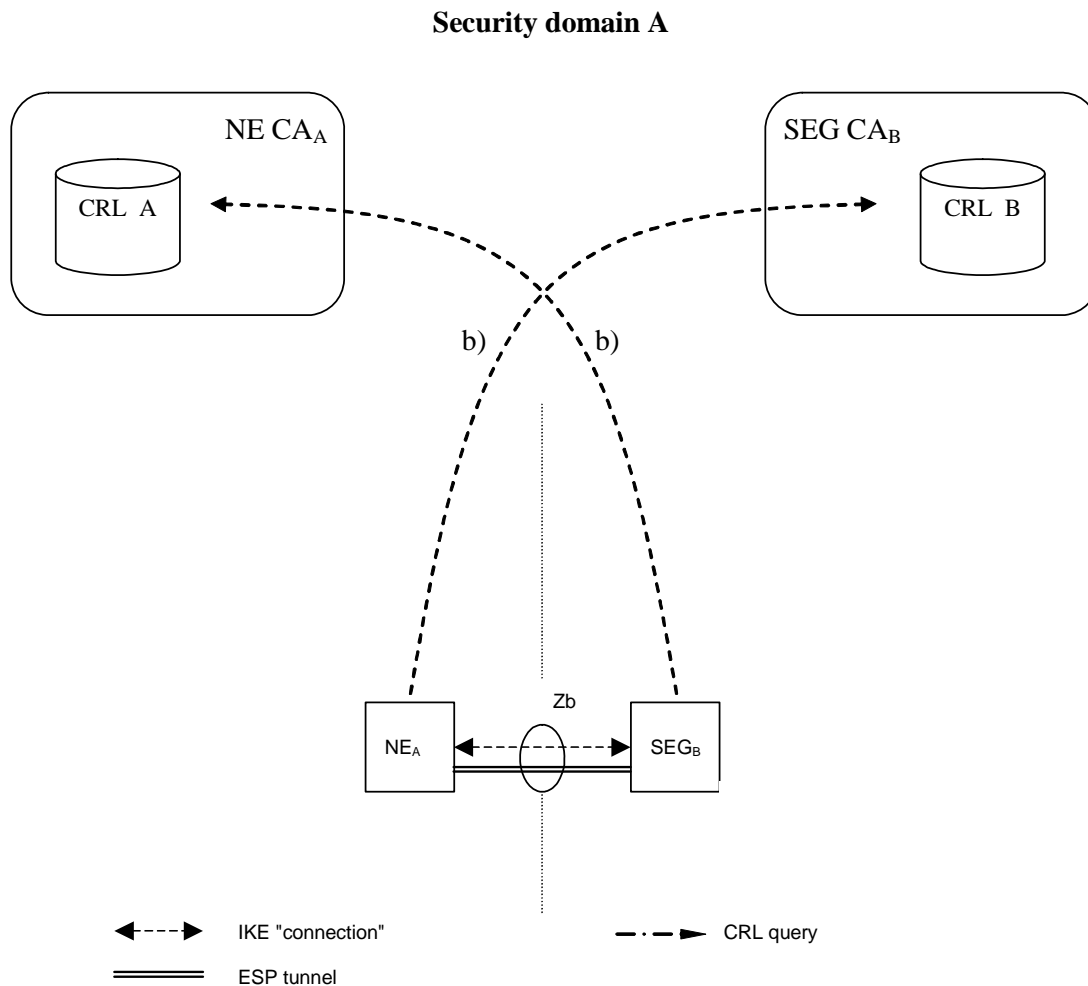 Security domain A
NE CA_A
SEG CA_B
CRL A
CRL B
b)
b)
Zb
NE_A
SEG_B
IKE "connection"
CRL query
ESP tunnel